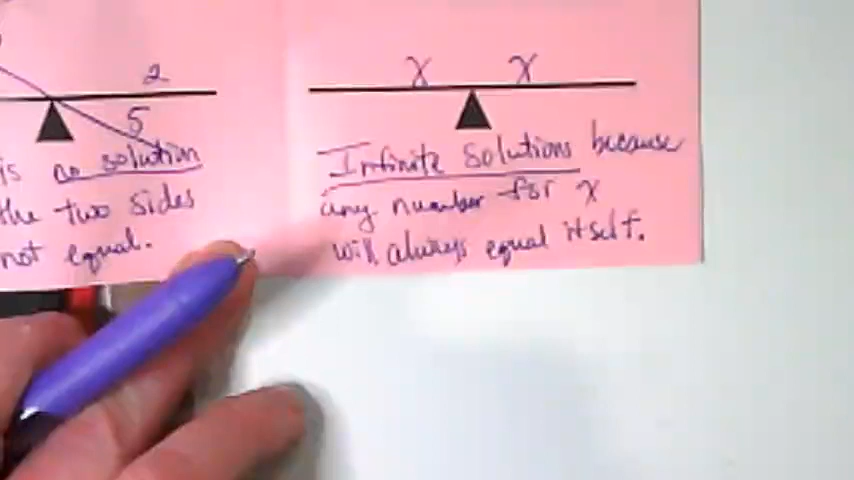 2
5
is no solution
the two sides
not equal.
x x
Infinite solutions because
any number for x
will always equal itself.